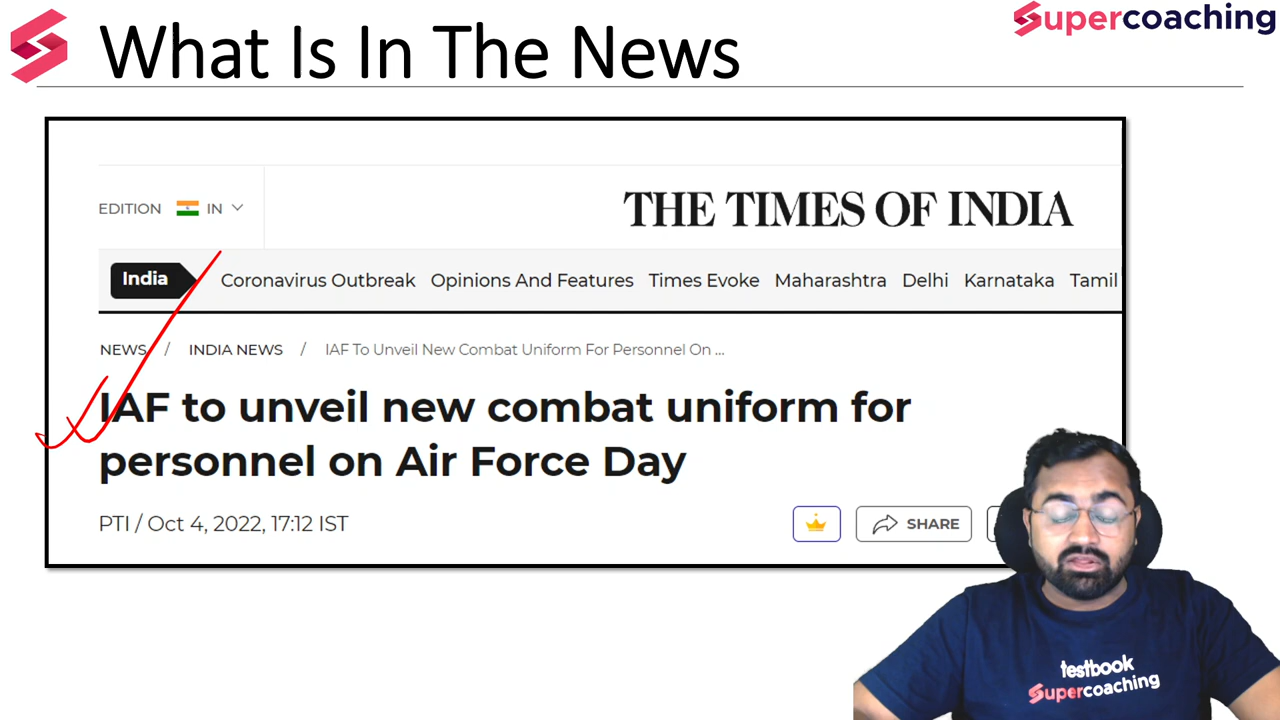 What Is In The News
Supercoaching
EDITION IN
THE TIMES OF INDIA
India Coronavirus Outbreak Opinions And Features Times Evoke Maharashtra Delhi Karnataka Tamil
NEWS / INDIA NEWS / IAF To Unveil New Combat Uniform For Personnel On ...
IAF to unveil new combat uniform for
personnel on Air Force Day
PTI / Oct 4, 2022, 17:12 IST
SHARE
testbook
Supercoaching